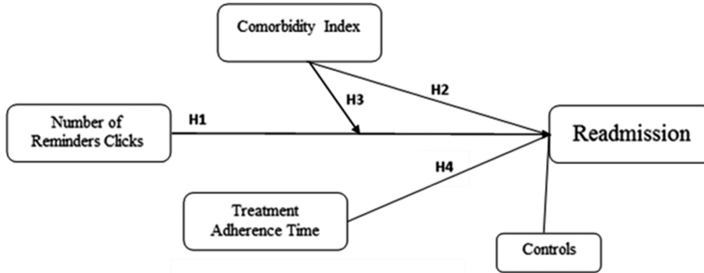 Comorbidity Index
H2
H3
Number of
Reminders Clicks
H1
Readmission
H4
Treatment
Adherence Time
Controls